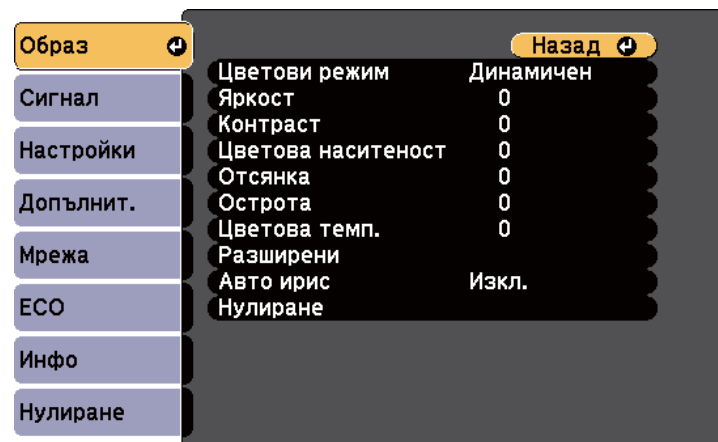 Образ
Сигнал
Настройки
Допълнит.
Мрежа
ECO
Инфо
Нулиране
Назад
Цветови режим Динамичен
Яркост 0
Контраст 0
Цветова наситеност 0
Отсянка 0
Острота 0
Цветова темп. 0
Разширени
Авто ирис Изкл.
Нулиране